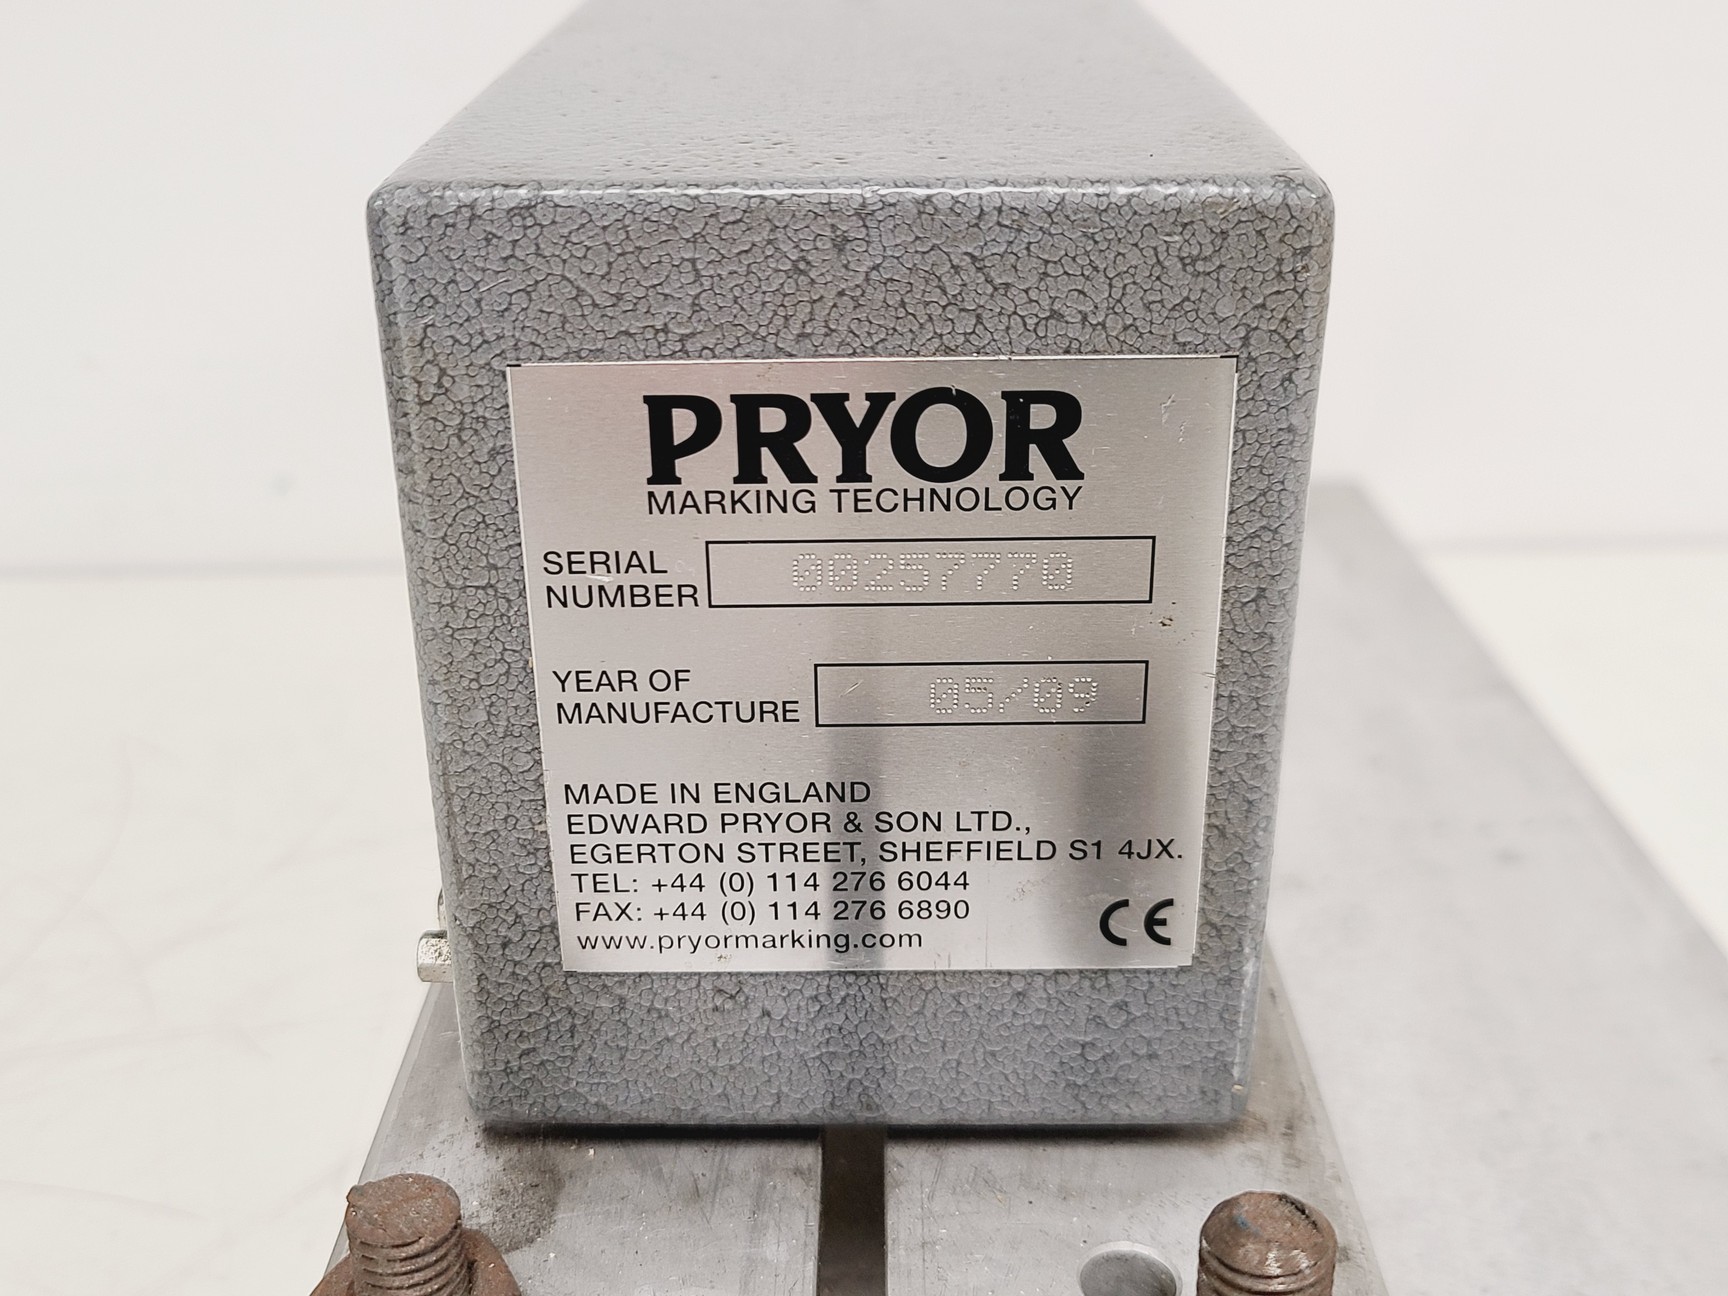 PRYOR
MARKING TECHNOLOGY
SERIAL NUMBER 00257770
YEAR OF MANUFACTURE 05/09
MADE IN ENGLAND
EDWARD PRYOR & SON LTD.,
EGERTON STREET, SHEFFIELD S1 4JX.
TEL: +44 (0) 114 276 6044
FAX: +44 (0) 114 276 6890
www.pryormarking.com
CE